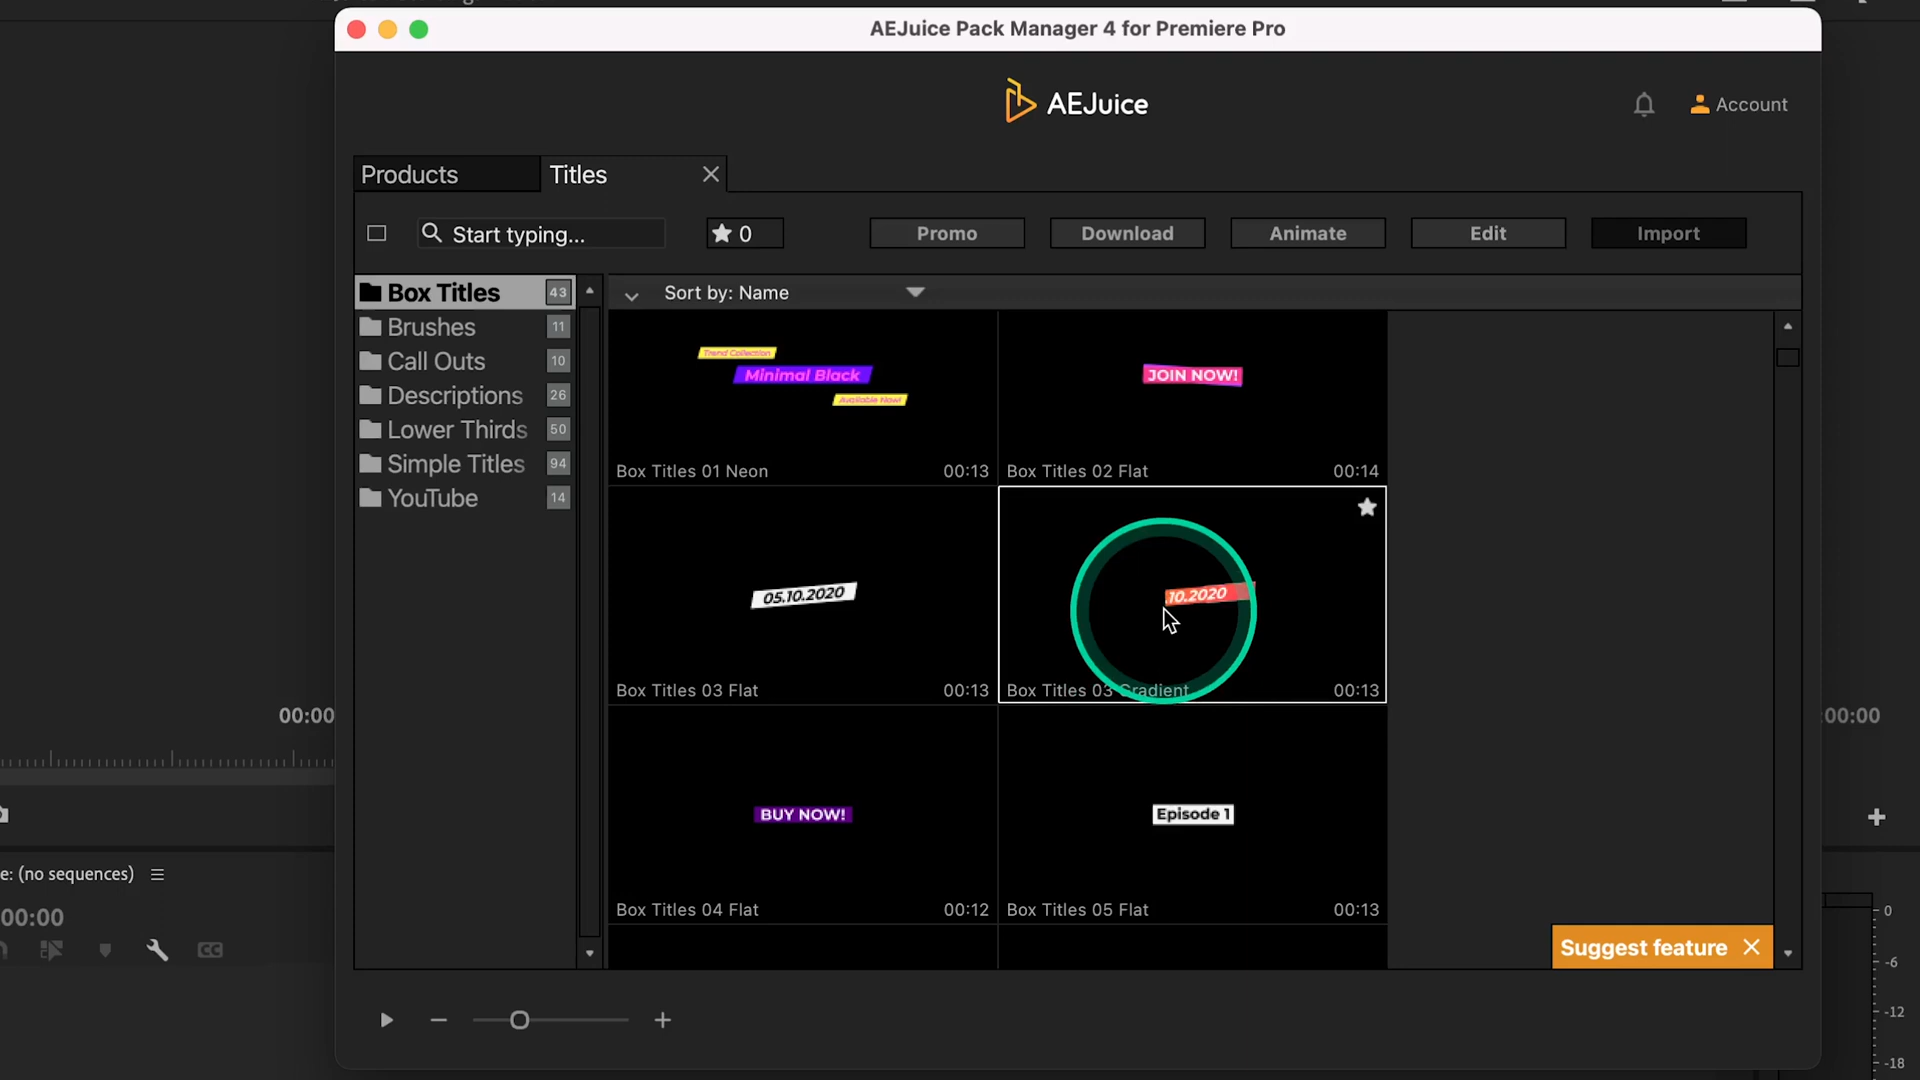 AEJuice Pack Manager 4 for Premiere Pro
AEJuice
Account
Products
Titles
Start typing...
0
Promo
Download
Animate
Edit
Import
Box Titles 43
Brushes 11
Call Outs 10
Descriptions 26
Lower Thirds 50
Simple Titles 94
YouTube 14
Sort by: Name
Trend Collection
Minimal Black
Available Now!
Box Titles 01 Neon 00:13
JOIN NOW!
Box Titles 02 Flat 00:14
05.10.2020
Box Titles 03 Flat 00:13
.10.2020
Box Titles 03 Gradient 00:13
BUY NOW!
Box Titles 04 Flat 00:12
Episode 1
Box Titles 05 Flat 00:13
Suggest feature
00:00
:00:00
e: (no sequences)
00:00
CC
0
-6
-12
-18